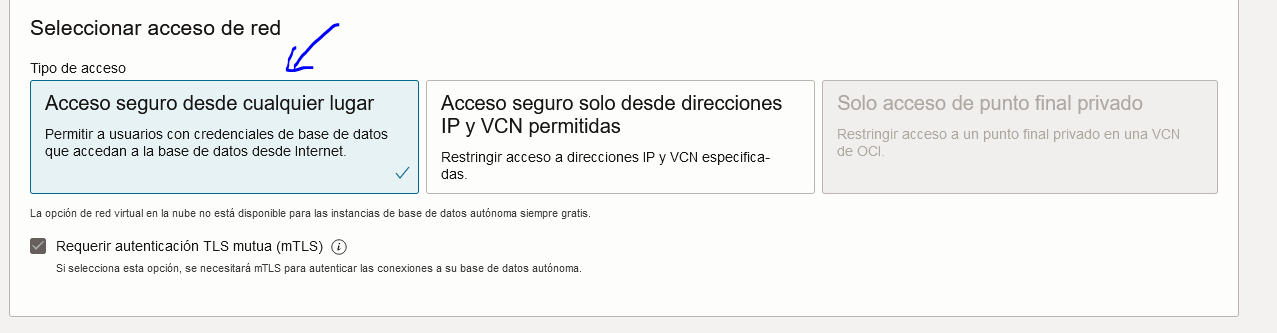 Seleccionar acceso de red
Tipo de acceso
Acceso seguro desde cualquier lugar
Permitir a usuarios con credenciales de base de datos
que accedan a la base de datos desde Internet.
Acceso seguro solo desde direcciones
IP y VCN permitidas
Restringir acceso a direcciones IP y VCN especifica-
das.
Solo acceso de punto final privado
Restringir acceso a un punto final privado en una VCN
de OCI.
La opción de red virtual en la nube no está disponible para las instancias de base de datos autónoma siempre gratis.
Requerir autenticación TLS mutua (mTLS) i
Si selecciona esta opción, se necesitará mTLS para autenticar las conexiones a su base de datos autónoma.